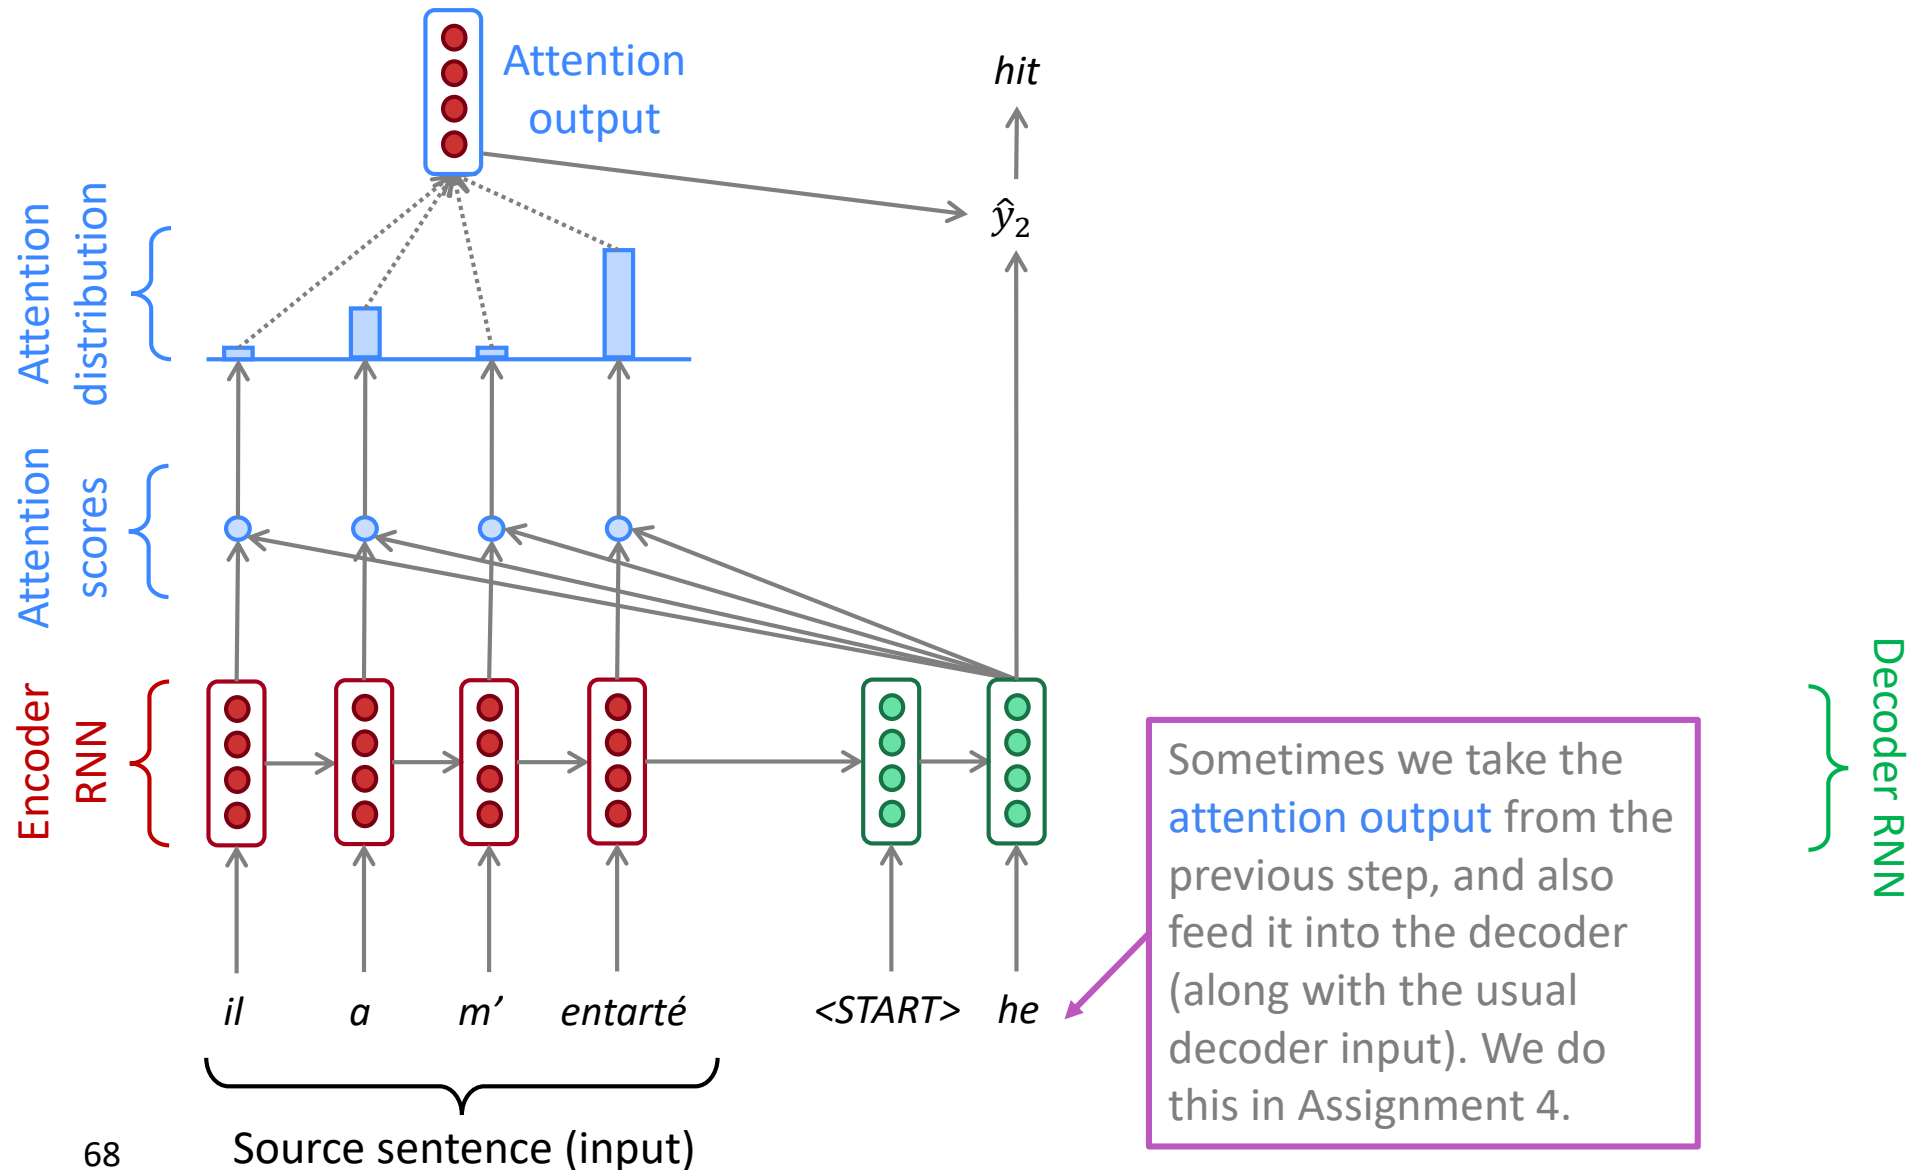 Attention
output
hit
ŷ₂
Attention
distribution
Attention
scores
Encoder
RNN
Decoder RNN
Sometimes we take the
attention output from the
previous step, and also
feed it into the decoder
(along with the usual
decoder input). We do
this in Assignment 4.
il a m’ entarté <START> he
Source sentence (input)
68